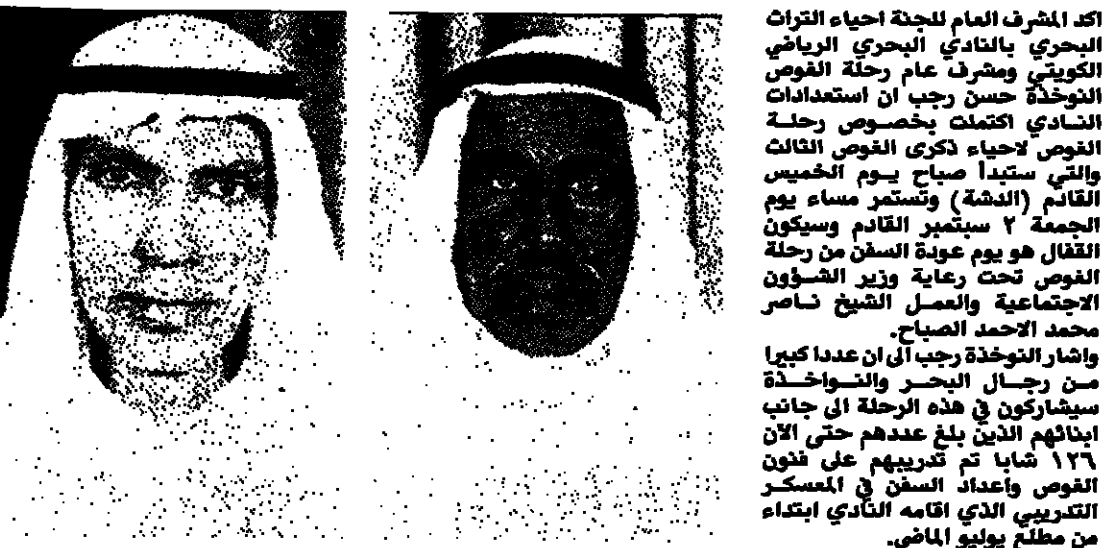 اكد المشرف العام للجنة احياء التراث
البحري بالنادي البحري الرياضي
الكويتي ومشرف عام رحلة الغوص
النوخذة حسن رجب ان استعدادات
النادي اكتملت بخصوص رحلة
الغوص لاحياء ذكرى الغوص الثالث
والتي ستبدأ صباح يوم الخميس
القادم (الدشة) وتستمر مساء يوم
الجمعة ٢ سبتمبر القادم وسيكون
القفال هو يوم عودة السفن من رحلة
الغوص تحت رعاية وزير الشؤون
الاجتماعية والعمل الشيخ ناصر
محمد الاحمد الصباح.
واشار النوخذة رجب الى ان عددا كبيرا
من رجال البحر والنواخذة
سيشاركون في هذه الرحلة الى جانب
ابنائهم الذين بلغ عددهم حتى الآن
١٢٦ شابا تم تدريبهم على فنون
الغوص وأعداد السفن في المعسكر
التدريبي الذي اقامه النادي ابتداء
من مطلع يوليو الماضي.